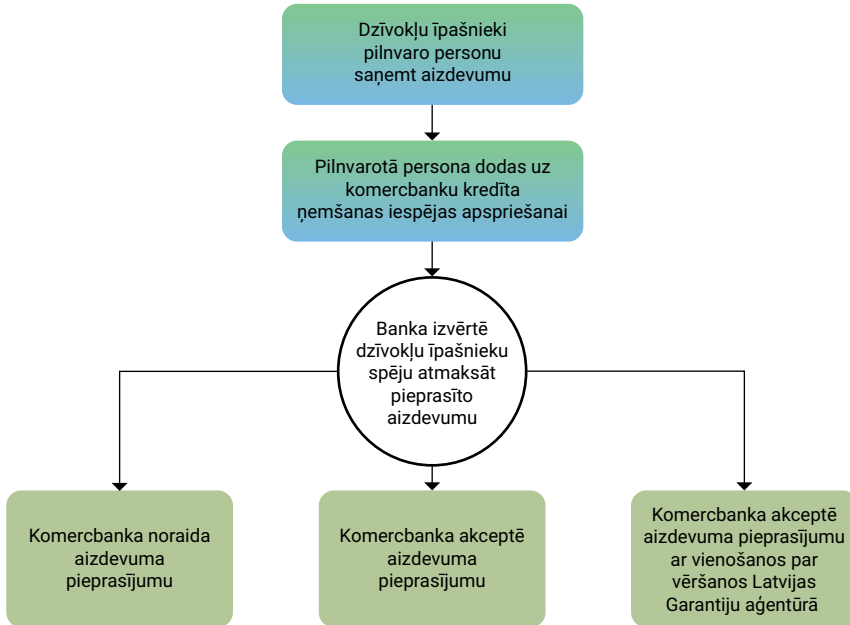 Dzīvokļu īpašnieki
pilnvaro personu
saņemt aizdevumu
Pilnvarotā persona dodas uz
komercbanku kredīta
ņemšanas iespējas apspriešanai
Banka izvērtē
dzīvokļu īpašnieku
spēju atmaksāt
pieprasīto
aizdevumu
Komercbanka noraida
aizdevuma
pieprasījumu
Komercbanka akceptē
aizdevuma
pieprasījumu
Komercbanka akceptē
aizdevuma pieprasījumu
ar vienošanos par
vēršanos Latvijas
Garantiju aģentūrā